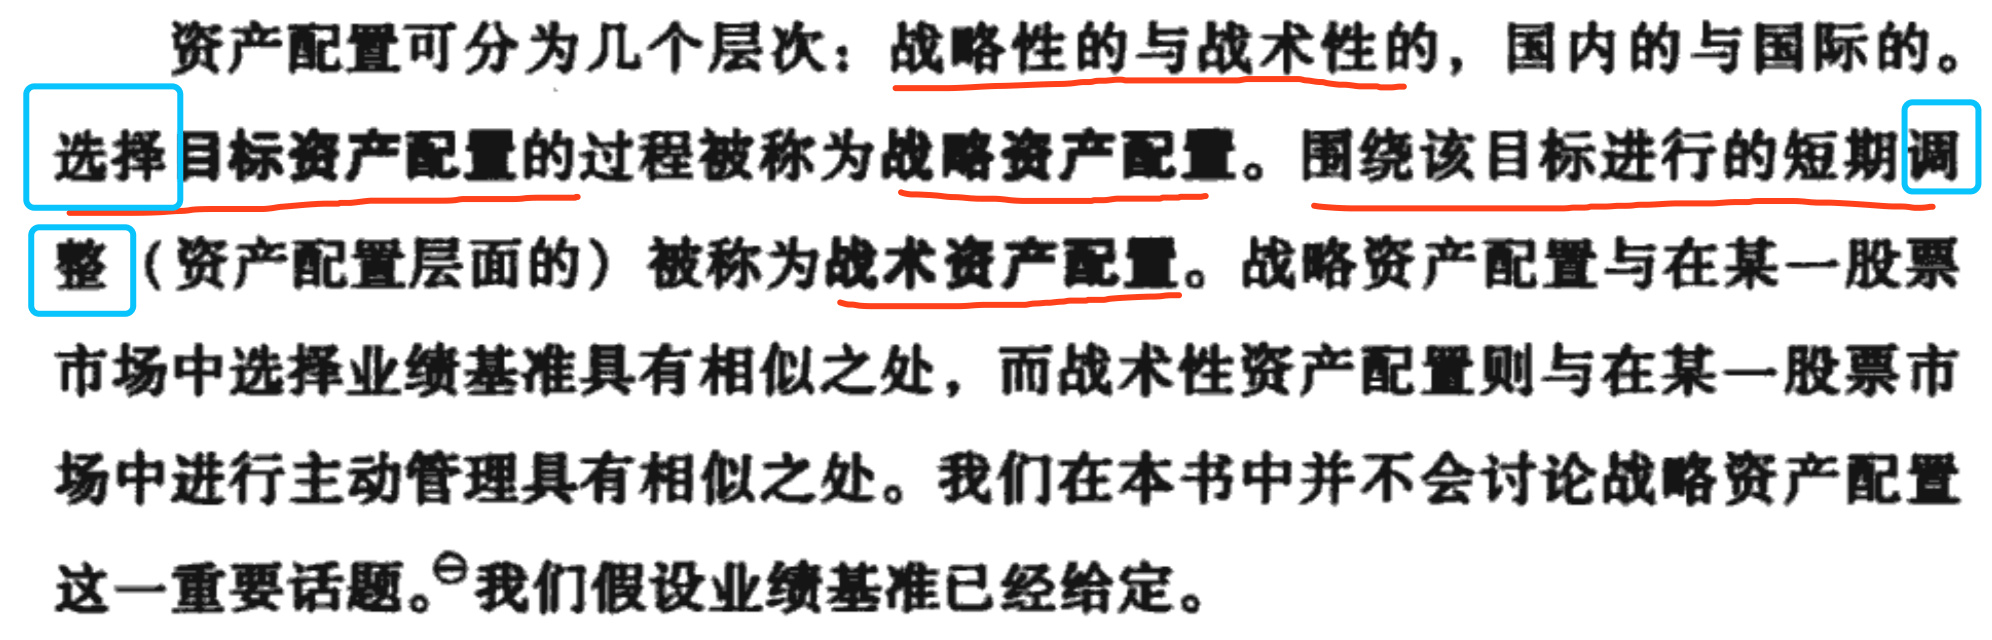 资产配置可分为几个层次：战略性的与战术性的，国内的与国际的。
选择目标资产配置的过程被称为战略资产配置。围绕该目标进行的短期调
整（资产配置层面的）被称为战术资产配置。战略资产配置与在某一股票
市场中选择业绩基准具有相似之处，而战术性资产配置则与在某一股票市
场中进行主动管理具有相似之处。我们在本书中并不会讨论战略资产配置
这一重要话题。㊀我们假设业绩基准已经给定。